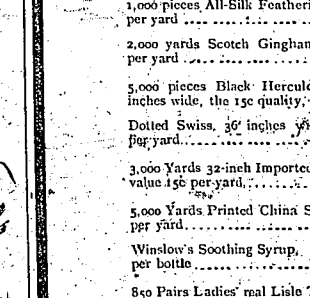 1,000 pieces All-Silk Featheri
per yard
2,000 yards Scotch Gingham
per yard
5,000 pieces Black Hercule
inches wide, the 15c quality,
Dotted Swiss, 36 inches
per yard
3,000 Yards 32-inch Imported
value 15c per yard,
5,000 Yards Printed China S
per yard
Winslow's Soothing Syrup,
per bottle
850 Pairs Ladies' real Lisle